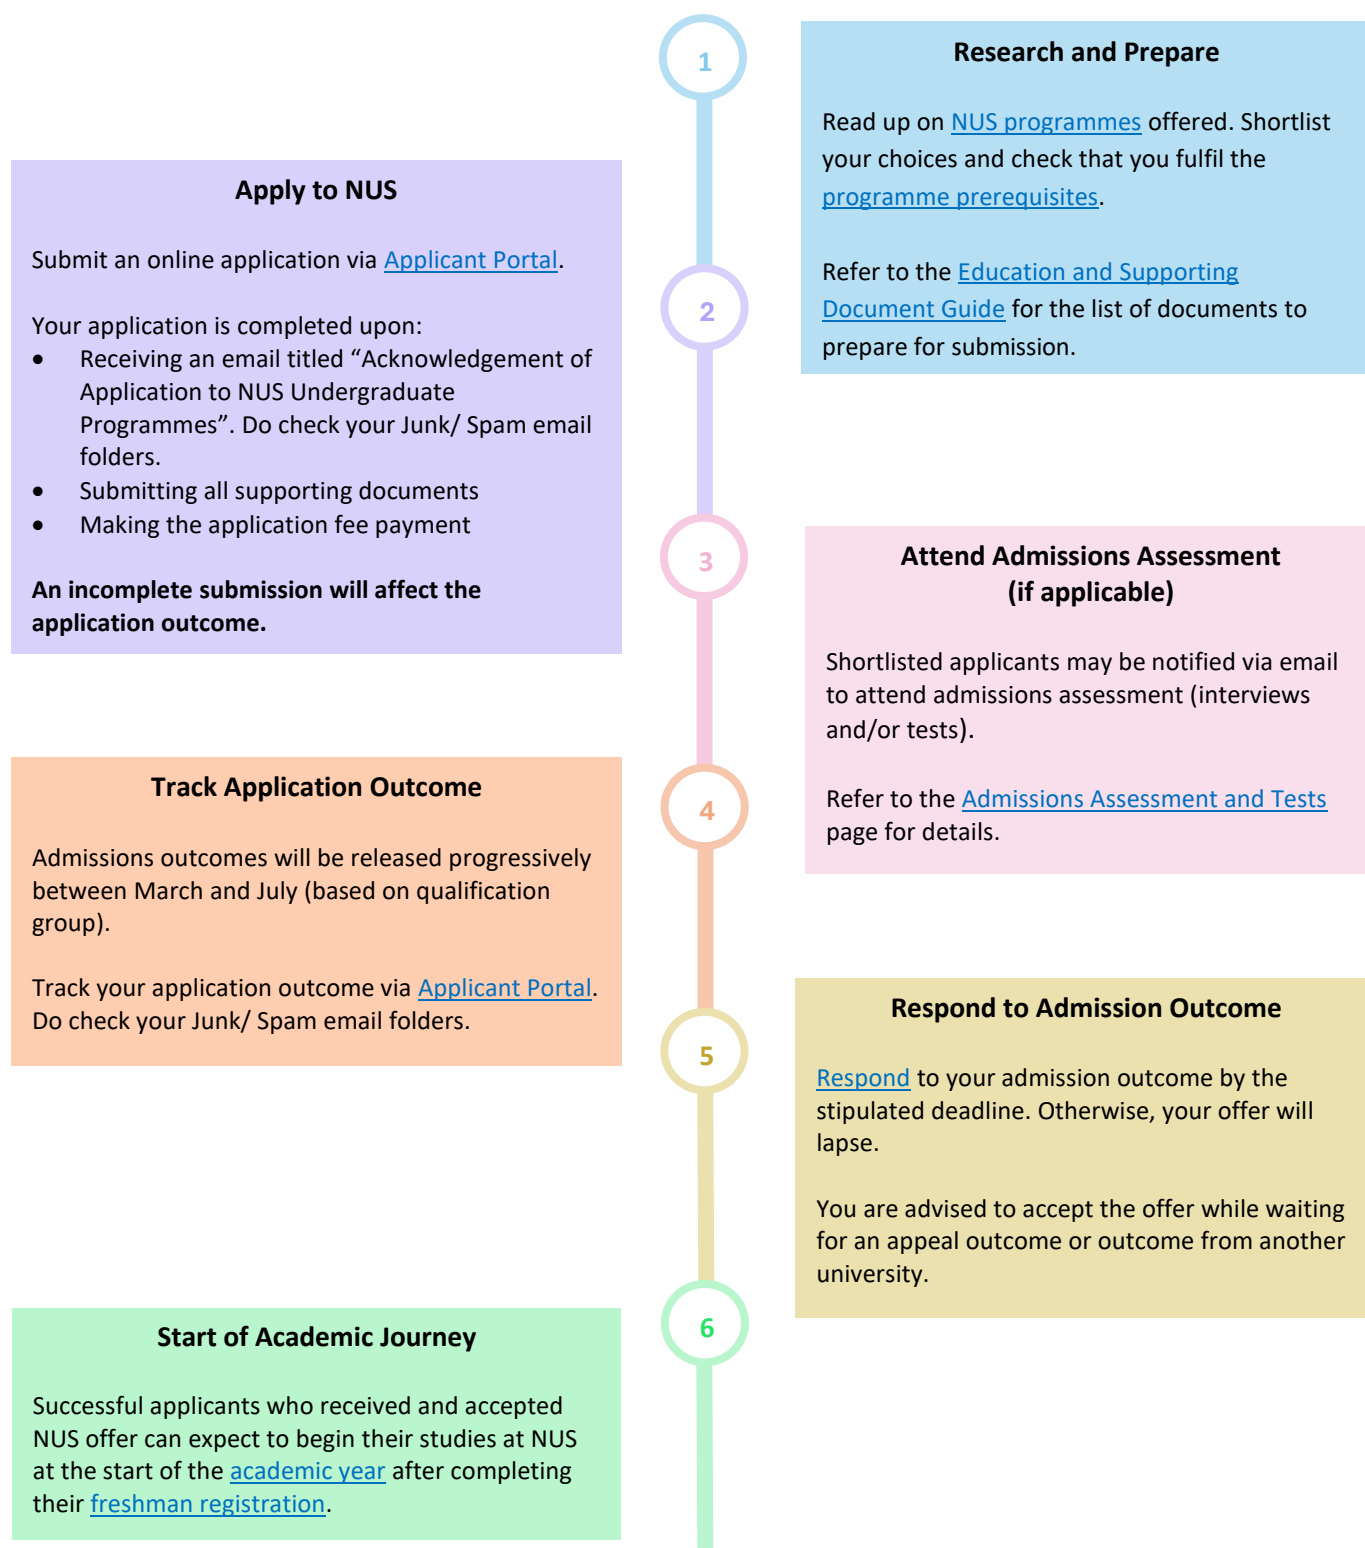 1
Research and Prepare
Read up on NUS programmes offered. Shortlist
your choices and check that you fulfil the
programme prerequisites.
Refer to the Education and Supporting
Document Guide for the list of documents to
prepare for submission.
2
Apply to NUS
Submit an online application via Applicant Portal.
Your application is completed upon:
• Receiving an email titled “Acknowledgement of
Application to NUS Undergraduate
Programmes”. Do check your Junk/ Spam email
folders.
• Submitting all supporting documents
• Making the application fee payment
An incomplete submission will affect the
application outcome.
3
Attend Admissions Assessment
(if applicable)
Shortlisted applicants may be notified via email
to attend admissions assessment (interviews
and/or tests).
Refer to the Admissions Assessment and Tests
page for details.
4
Track Application Outcome
Admissions outcomes will be released progressively
between March and July (based on qualification
group).
Track your application outcome via Applicant Portal.
Do check your Junk/ Spam email folders.
5
Respond to Admission Outcome
Respond to your admission outcome by the
stipulated deadline. Otherwise, your offer will
lapse.
You are advised to accept the offer while waiting
for an appeal outcome or outcome from another
university.
6
Start of Academic Journey
Successful applicants who received and accepted
NUS offer can expect to begin their studies at NUS
at the start of the academic year after completing
their freshman registration.